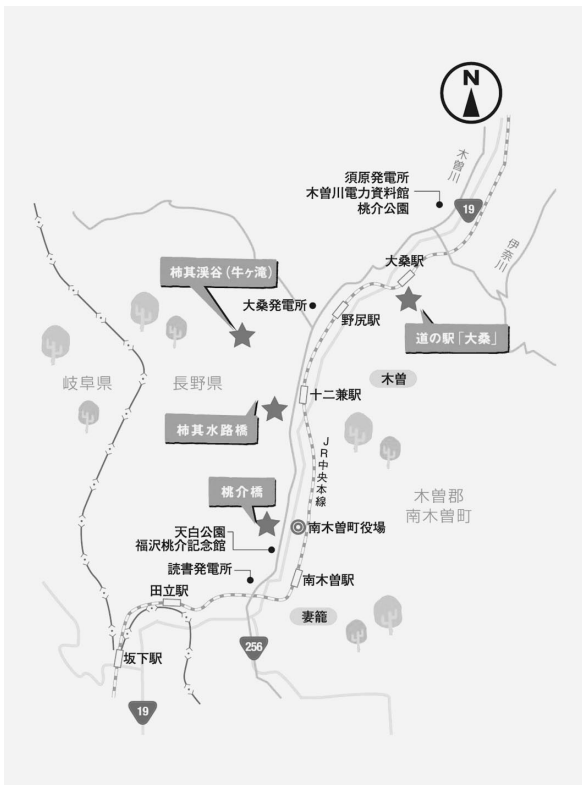 N
木曽川
須原発電所
木曽川電力資料館
桃介公園
19
伊奈川
大桑駅
柿其渓谷(牛ヶ滝)
大桑発電所
野尻駅
道の駅「大桑」
岐阜県
長野県
十二兼駅
木曽
柿其水路橋
JR中央本線
桃介橋
木曽郡
南木曽町
天白公園
福沢桃介記念館
南木曽町役場
読書発電所
南木曽駅
田立駅
妻籠
256
坂下駅
19